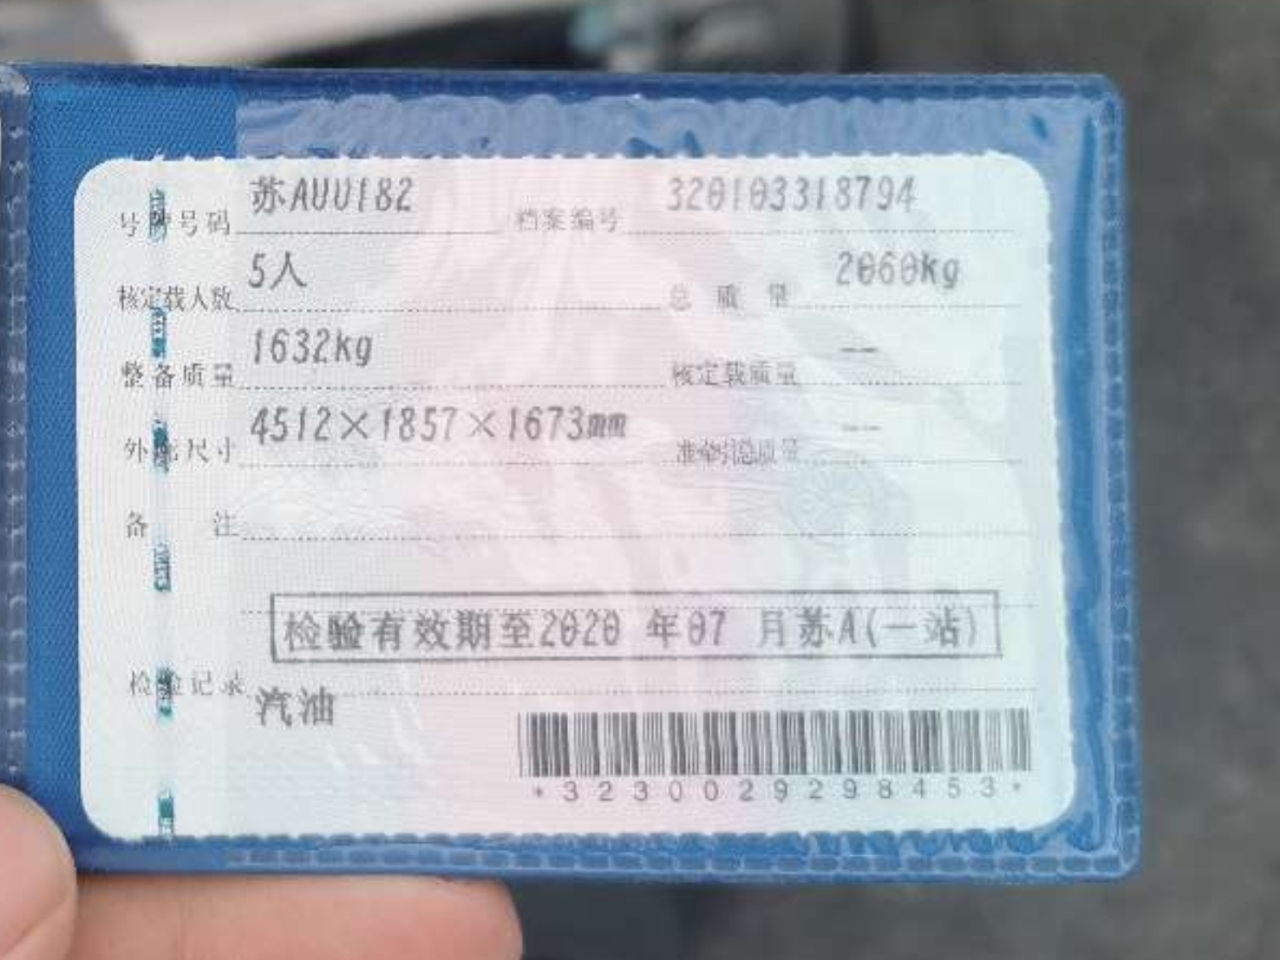 号牌号码 苏AUU182 档案编号 320103318794
核定载人数 5人 总质量 2060kg
整备质量 1632kg 核定载质量 --
外廓尺寸 4512×1857×1673mm 准牵引总质量 --
备注
检验有效期至2020 年07 月苏A(一站)
检验记录
汽油
*3230029298453*